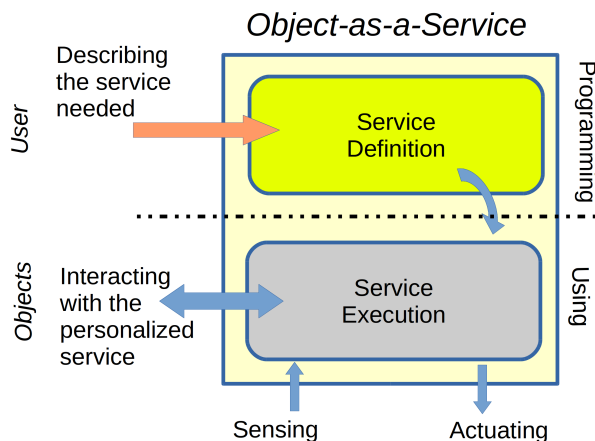 Object-as-a-Service
Describing
the service
needed
User
Service
Definition
Programming
Objects
Interacting
with the
personalized
service
Service
Execution
Using
Sensing
Actuating